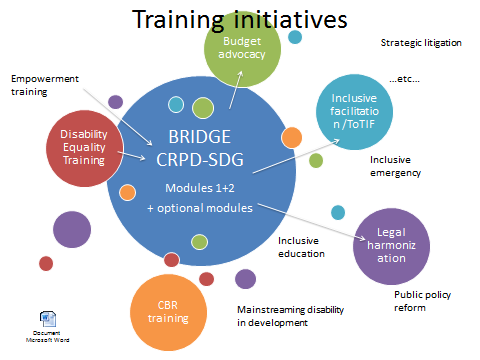 Training initiatives
Budget
advocacy
Strategic litigation
...etc...
Empowerment
training
Inclusive
facilitatio
n /ToTIF
Disability
Equality
Training
BRIDGE
CRPD-SDG
Modules 1+2
+ optional modules
Inclusive
emergency
Legal
harmoniz
ation
Inclusive
education
Public policy
reform
CBR
training
Mainstreaming disability
in development
Document
Microsoft Word